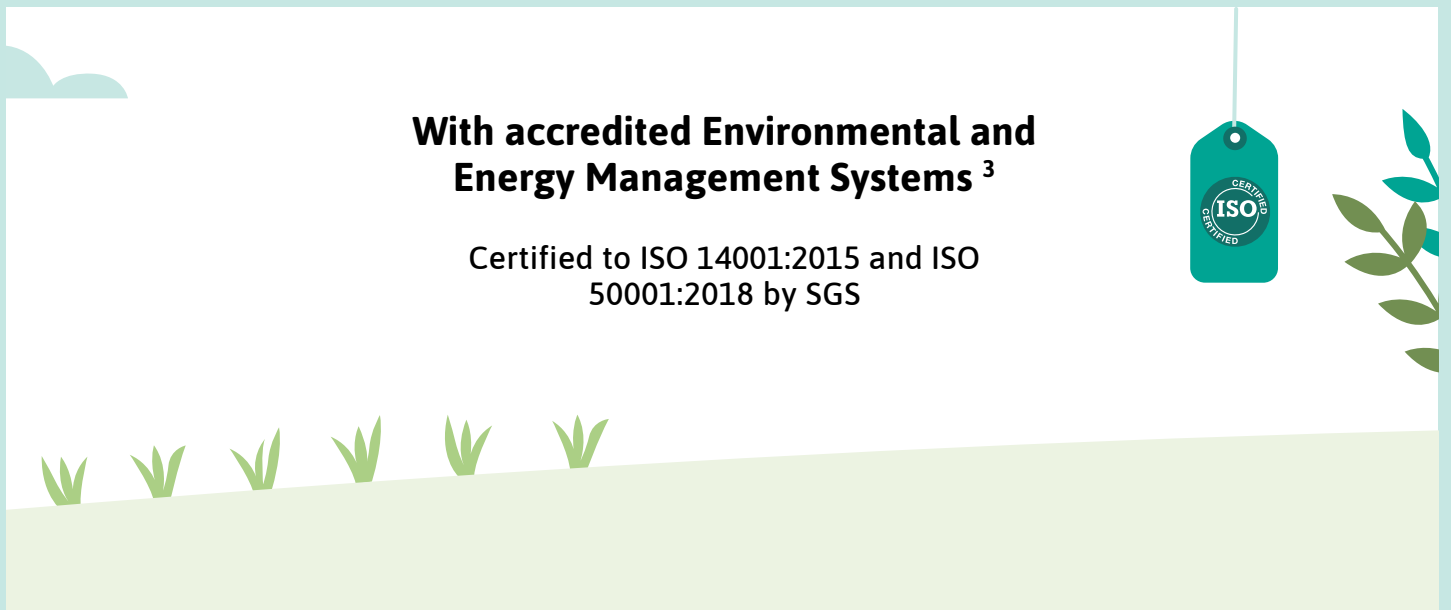 With accredited Environmental and
Energy Management Systems 3
Certified to ISO 14001:2015 and ISO
50001:2018 by SGS
CERTIFIED
ISO
CERTIFIED